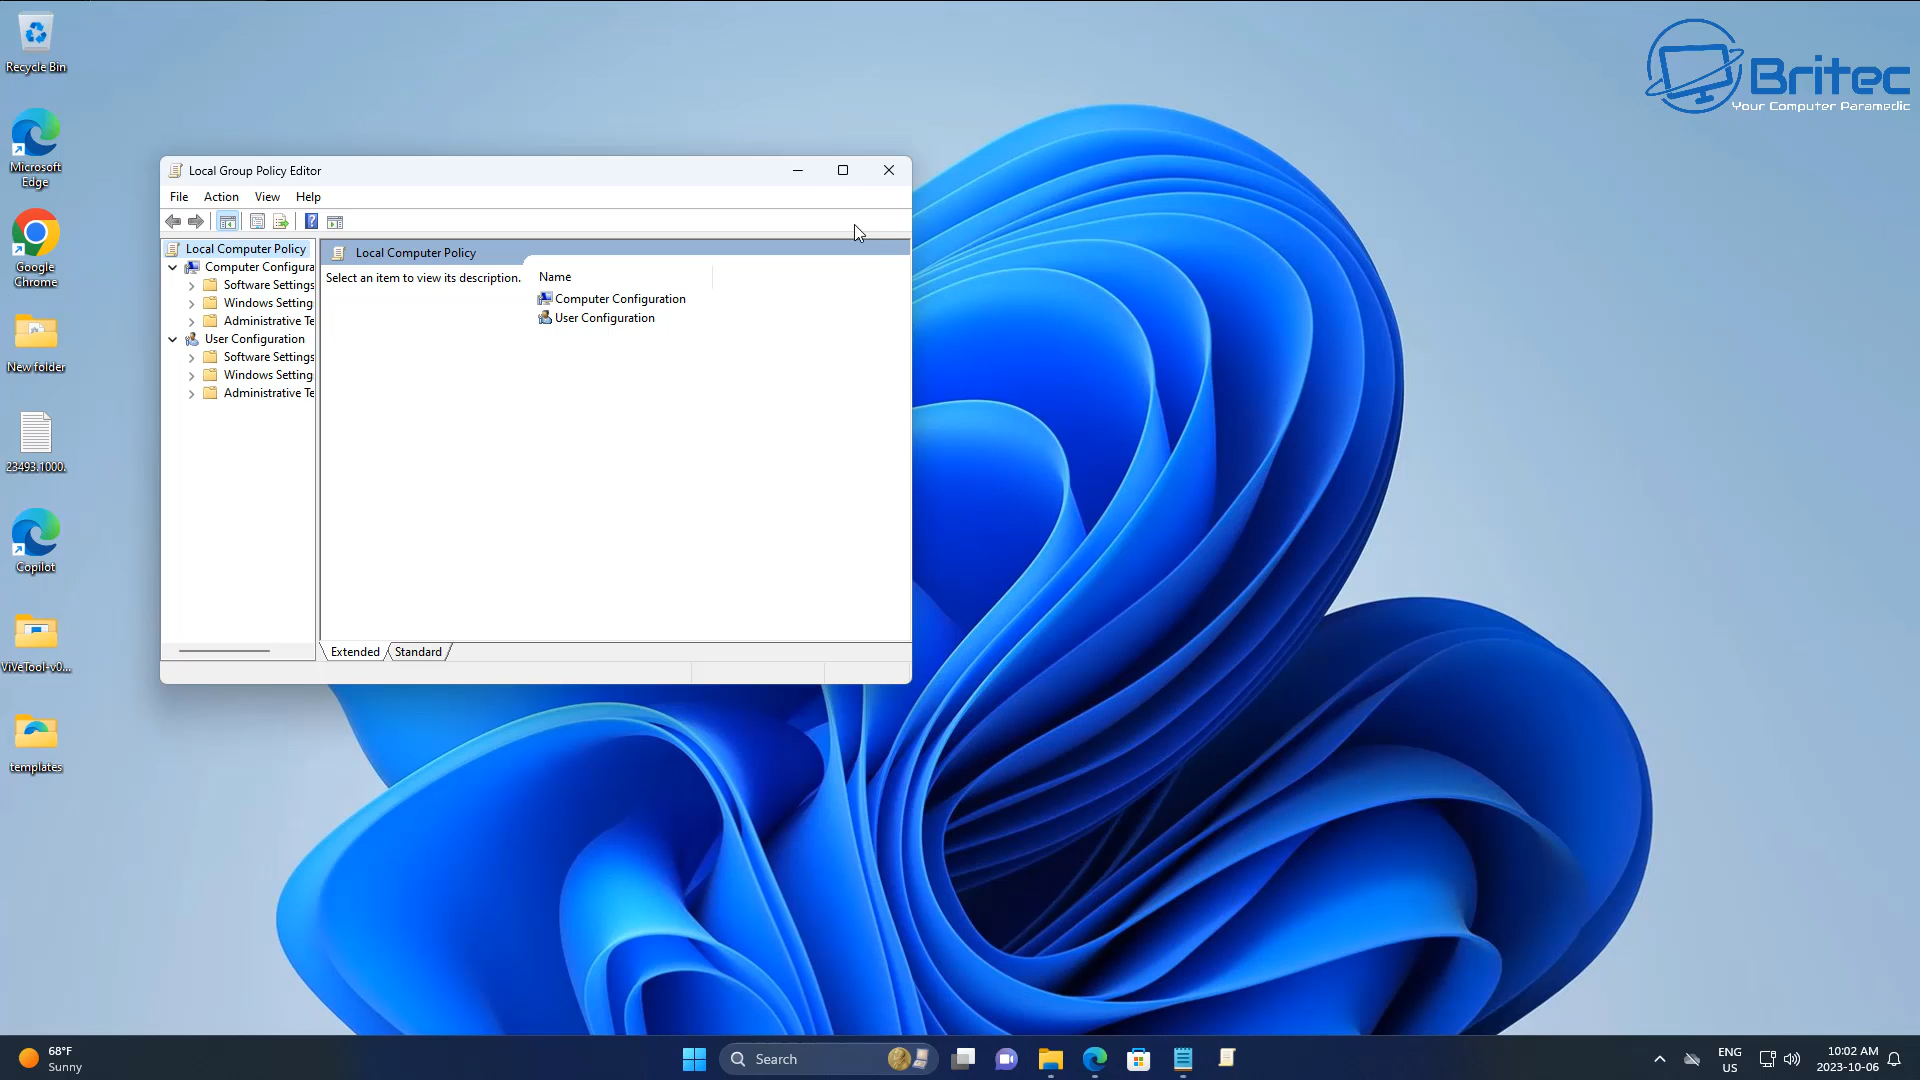 Recycle Bin
Microsoft
Edge
Google
Chrome
New folder
23493.1000.
Copilot
ViVeTool-v0...
templates
Britec
Your Computer Paramedic
Local Group Policy Editor
File Action View Help
Local Computer Policy
Computer Configura
Software Settings
Windows Setting
Administrative Te
User Configuration
Software Settings
Windows Setting
Administrative Te
Local Computer Policy
Select an item to view its description.
Name
Computer Configuration
User Configuration
Extended
Standard
68°F
Sunny
Search
ENG
US
10:02 AM
2023-10-06